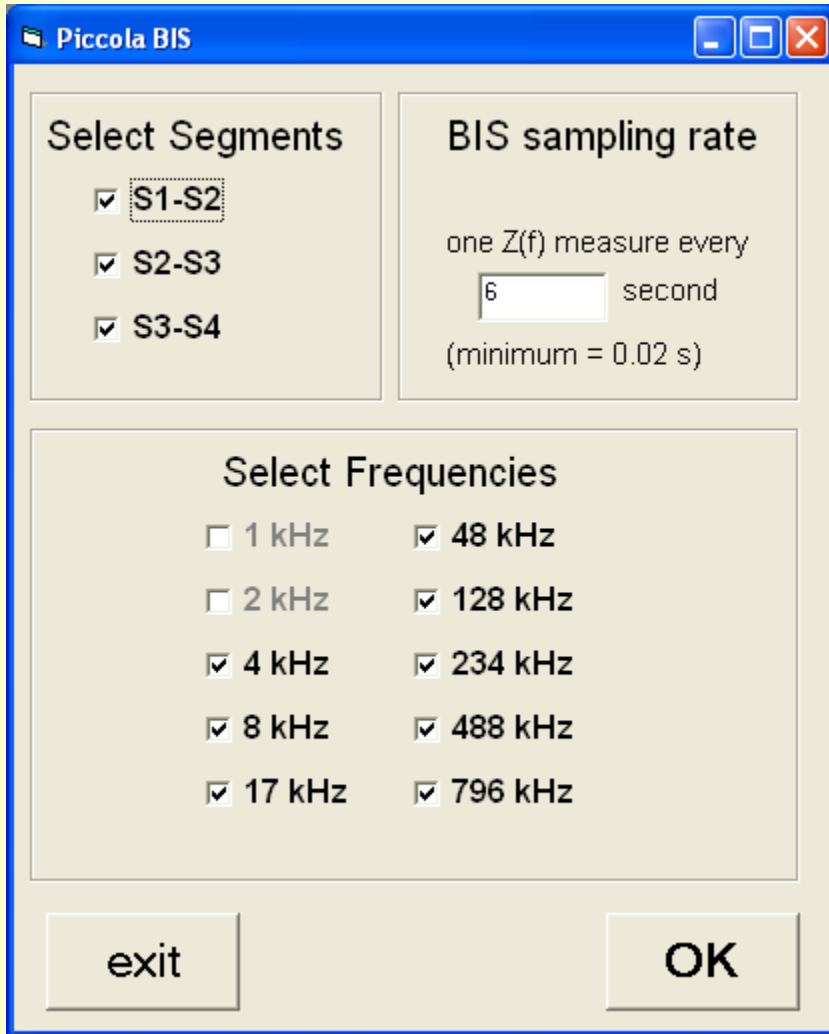 Piccola BIS
Select Segments
S1-S2
S2-S3
S3-S4
BIS sampling rate
one Z(f) measure every
6 second
(minimum = 0.02 s)
Select Frequencies
1 kHz
2 kHz
4 kHz
8 kHz
17 kHz
48 kHz
128 kHz
234 kHz
488 kHz
796 kHz
exit
OK